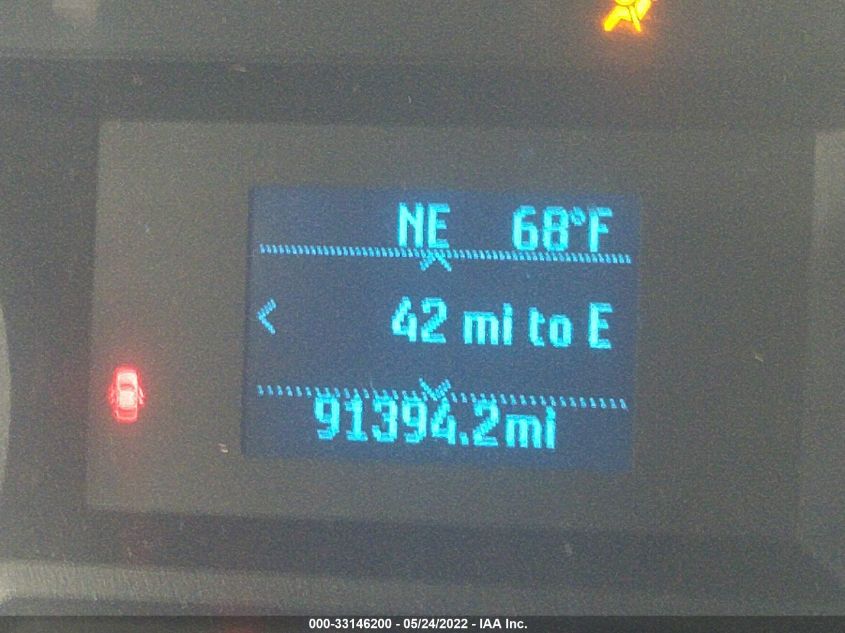 NE 68°F
< 42 mi to E
91394.2mi
000-33146200 - 05/24/2022 - IAA Inc.